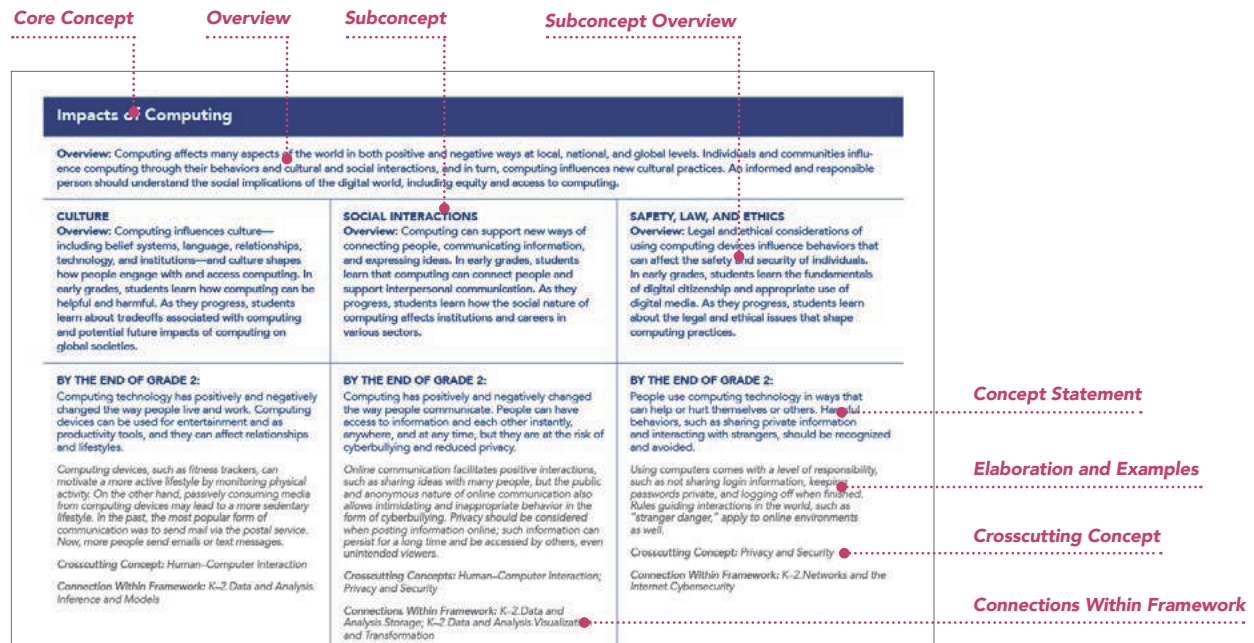 Core Concept
Overview
Subconcept
Subconcept Overview
Impacts of Computing
Overview: Computing affects many aspects of the world in both positive and negative ways at local, national, and global levels. Individuals and communities influ-
ence computing through their behaviors and cultural and social interactions, and in turn, computing influences new cultural practices. An informed and responsible
person should understand the social implications of the digital world, including equity and access to computing.
CULTURE
Overview: Computing influences culture—
including belief systems, language, relationships,
technology, and institutions—and culture shapes
how people engage with and access computing. In
early grades, students learn how computing can be
helpful and harmful. As they progress, students
learn about tradeoffs associated with computing
and potential future impacts of computing on
global societies.
SOCIAL INTERACTIONS
Overview: Computing can support new ways of
connecting people, communicating information,
and expressing ideas. In early grades, students
learn that computing can connect people and
support interpersonal communication. As they
progress, students learn how the social nature of
computing affects institutions and careers in
various sectors.
SAFETY, LAW, AND ETHICS
Overview: Legal and ethical considerations of
using computing devices influence behaviors that
can affect the safety and security of individuals.
In early grades, students learn the fundamentals
of digital citizenship and appropriate use of
digital media. As they progress, students learn
about the legal and ethical issues that shape
computing practices.
BY THE END OF GRADE 2:
Computing technology has positively and negatively
changed the way people live and work. Computing
devices can be used for entertainment and as
productivity tools, and they can affect relationships
and lifestyles.
Computing devices, such as fitness trackers, can
motivate a more active lifestyle by monitoring physical
activity. On the other hand, passively consuming media
from computing devices may lead to a more sedentary
lifestyle. In the past, the most popular form of
communication was to send mail via the postal service.
Now, more people send emails or text messages.
Crosscutting Concept: Human–Computer Interaction
Connection Within Framework: K–2.Data and Analysis.
Inference and Models
BY THE END OF GRADE 2:
Computing has positively and negatively changed
the way people communicate. People can have
access to information and each other instantly,
anywhere, and at any time, but they are at the risk of
cyberbullying and reduced privacy.
Online communication facilitates positive interactions,
such as sharing ideas with many people, but the public
and anonymous nature of online communication also
allows intimidating and inappropriate behavior in the
form of cyberbullying. Privacy should be considered
when posting information online; such information can
persist for a long time and be accessed by others, even
unintended viewers.
Crosscutting Concepts: Human–Computer Interaction;
Privacy and Security
Connections Within Framework: K–2.Data and
Analysis.Storage; K–2.Data and Analysis.Visualization
and Transformation
BY THE END OF GRADE 2:
People use computing technology in ways that
can help or hurt themselves or others. Harmful
behaviors, such as sharing private information
and interacting with strangers, should be recognized
and avoided.
Using computers comes with a level of responsibility,
such as not sharing login information, keeping
passwords private, and logging off when finished.
Rules guiding interactions in the world, such as
"stranger danger," apply to online environments
as well.
Crosscutting Concept: Privacy and Security
Connection Within Framework: K–2.Networks and the
Internet.Cybersecurity
Concept Statement
Elaboration and Examples
Crosscutting Concept
Connections Within Framework